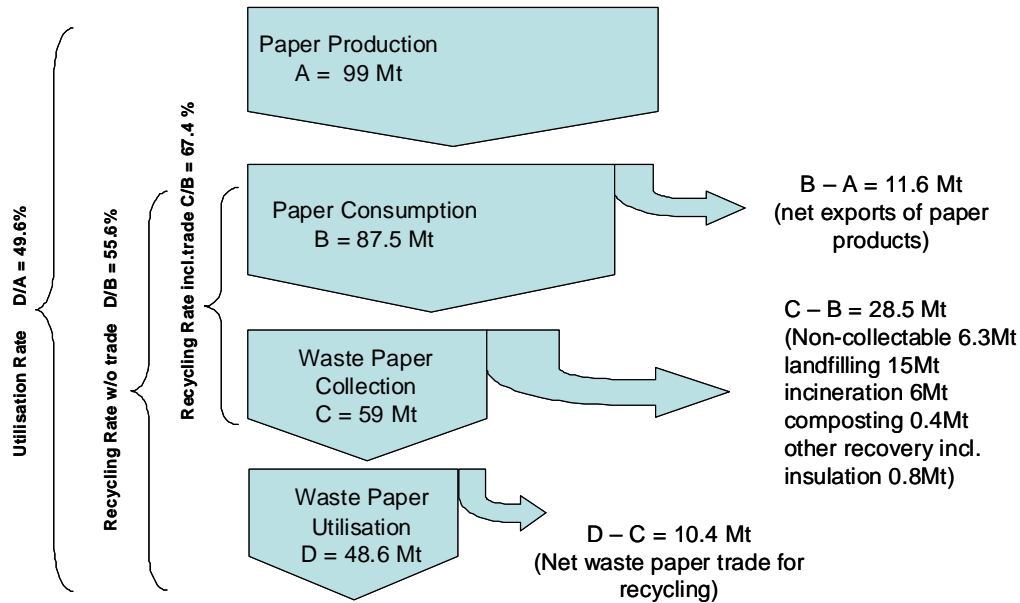 Utilisation Rate D/A = 49.6%
Recycling Rate w/o trade D/B = 55.6%
Recycling Rate incl.trade C/B = 67.4 %
Paper Production
A = 99 Mt
Paper Consumption
B = 87.5 Mt
B – A = 11.6 Mt
(net exports of paper
products)
Waste Paper
Collection
C = 59 Mt
C – B = 28.5 Mt
(Non-collectable 6.3Mt
landfilling 15Mt
incineration 6Mt
composting 0.4Mt
other recovery incl.
insulation 0.8Mt)
Waste Paper
Utilisation
D = 48.6 Mt
D – C = 10.4 Mt
(Net waste paper trade for
recycling)